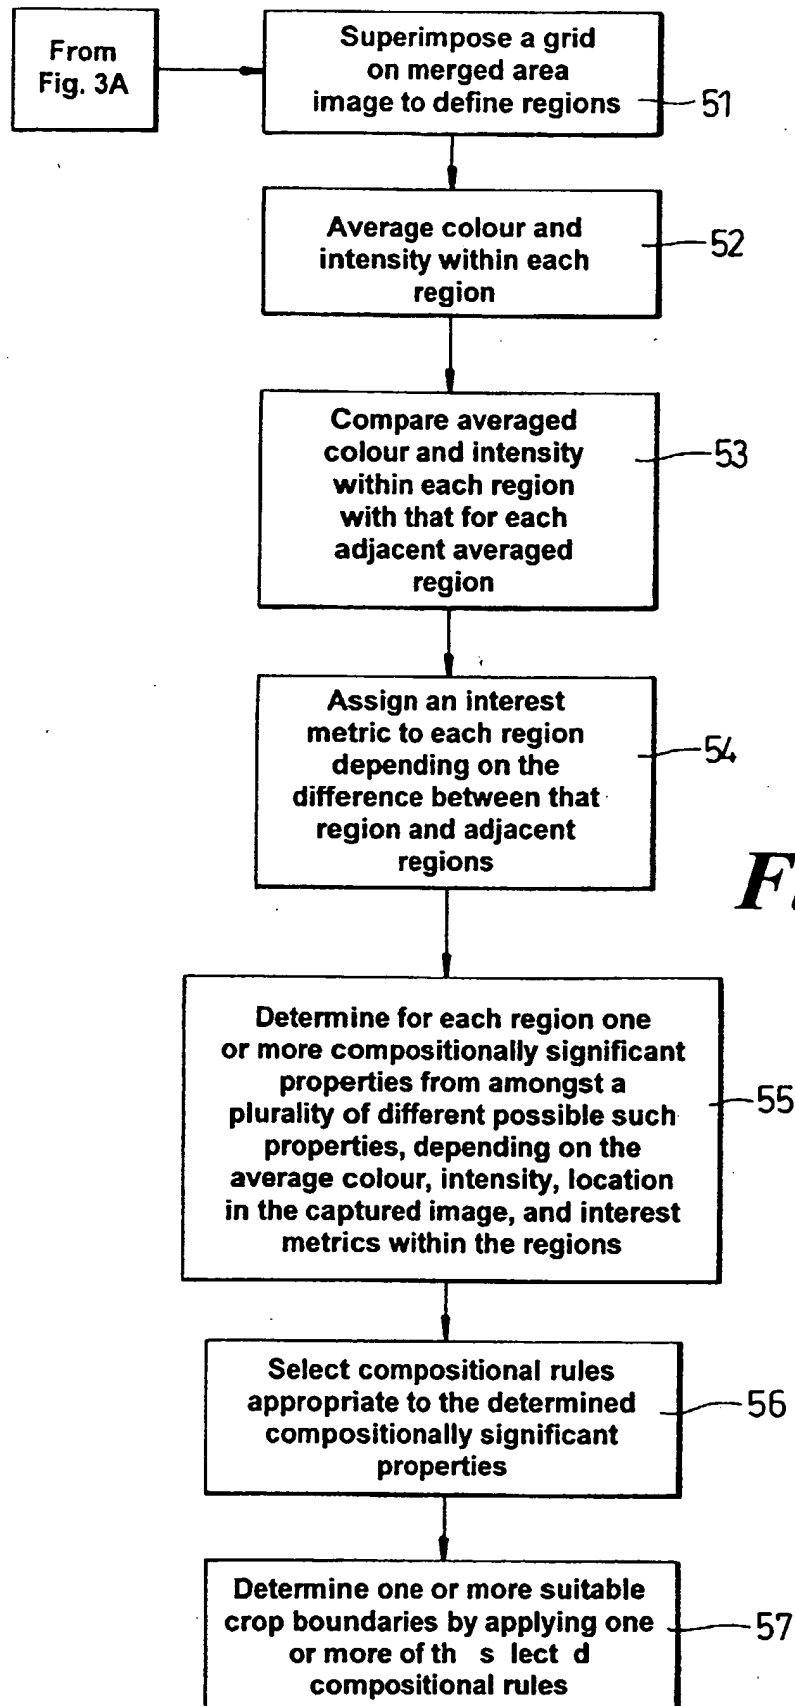 From
Fig. 3A
Superimpose a grid
on merged area
image to define regions
51
Average colour and
intensity within each
region
52
Compare averaged
colour and intensity
within each region
with that for each
adjacent averaged
region
53
Assign an interest
metric to each region
depending on the
difference between that
region and adjacent
regions
54
Determine for each region one
or more compositionally significant
properties from amongst a
plurality of different possible such
properties, depending on the
average colour, intensity, location
in the captured image, and interest
metrics within the regions
55
Select compositional rules
appropriate to the determined
compositionally significant
properties
56
Determine one or more suitable
crop boundaries by applying one
or more of th s lect d
compositional rules
57